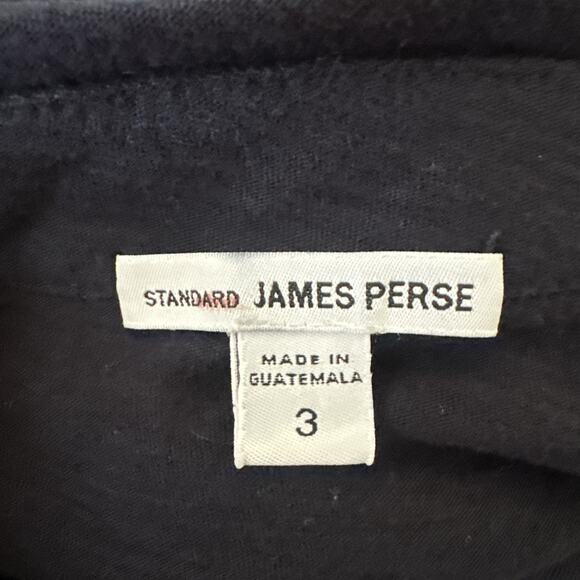 STANDARD JAMES PERSE
MADE IN
GUATEMALA
3